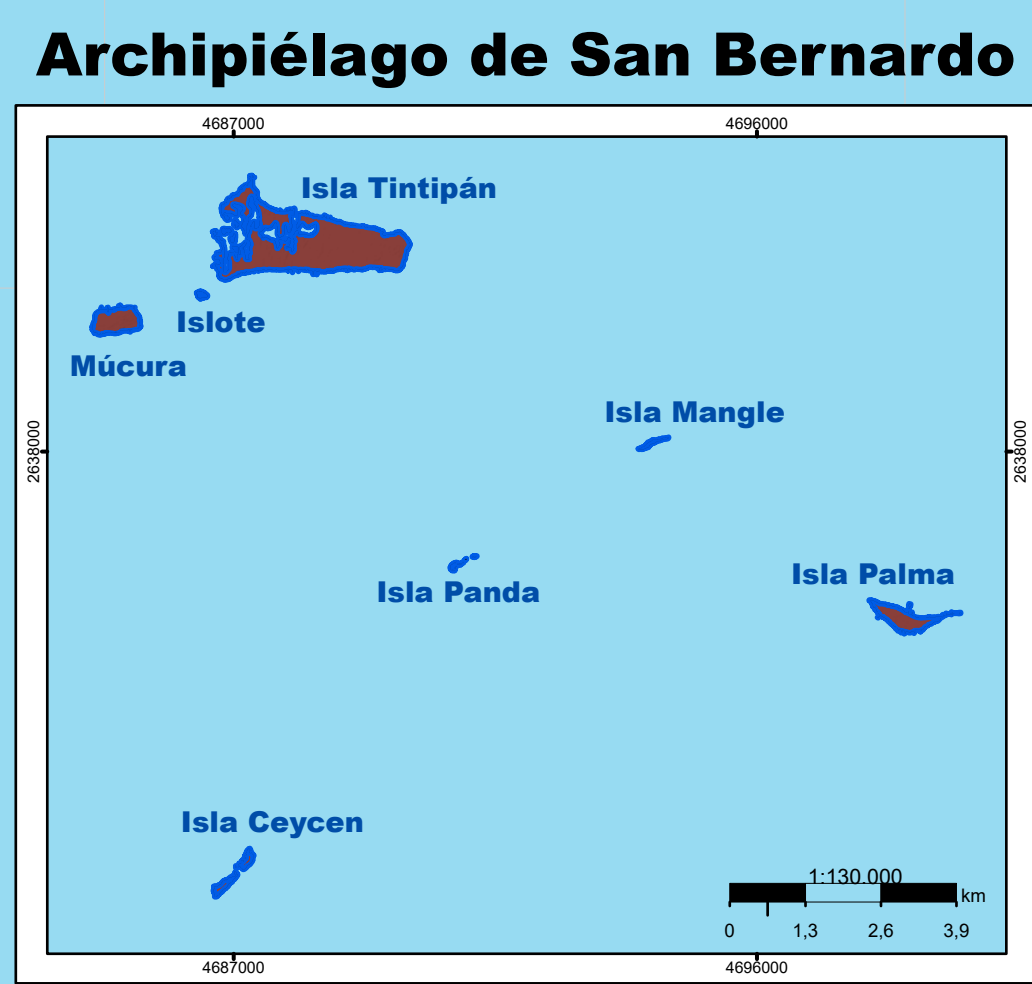 Archipiélago de San Bernardo
4687000 4696000
Isla Tintipán
Islote
Múcura
Isla Mangle
2638000 2638000
Isla Palma
Isla Panda
Isla Ceycen
1:130.000
km
0 1,3 2,6 3,9
4687000 4696000